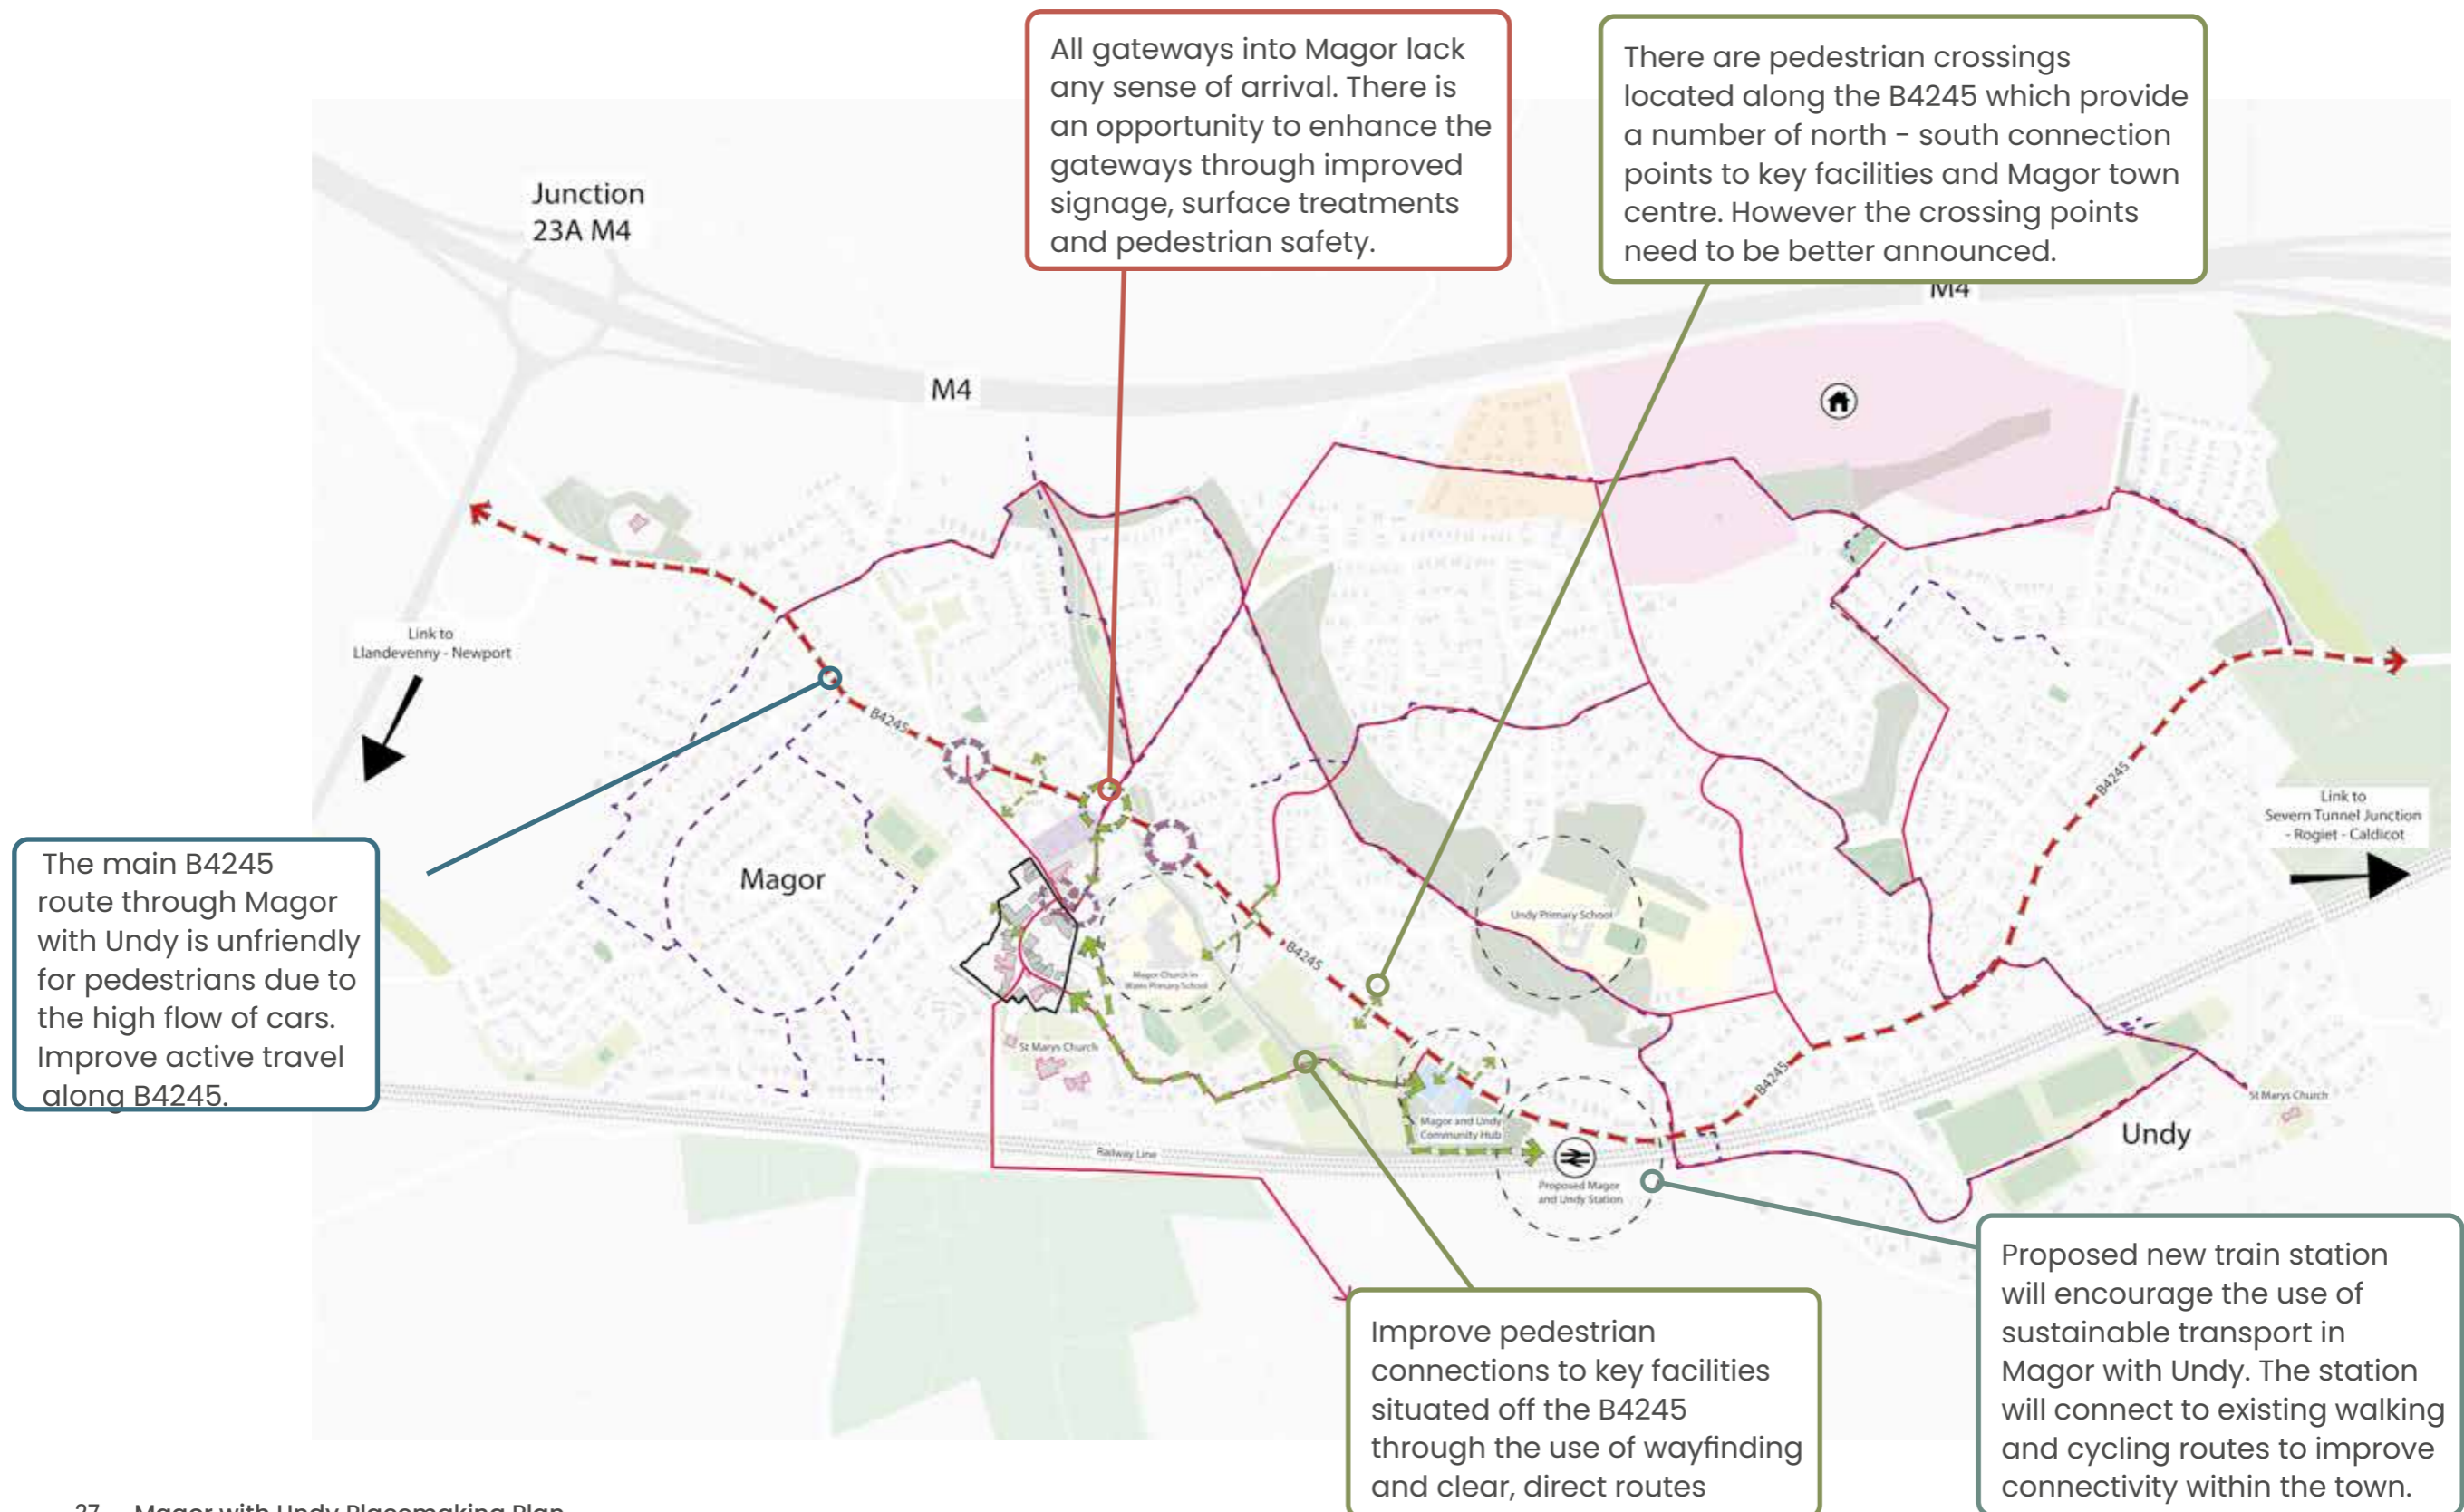 All gateways into Magor lack
any sense of arrival. There is
an opportunity to enhance the
gateways through improved
signage, surface treatments
and pedestrian safety.
There are pedestrian crossings
located along the B4245 which provide
a number of north - south connection
points to key facilities and Magor town
centre. However the crossing points
need to be better announced.
Junction
23A M4
M4
M4
Link to
Llandevenny - Newport
B4245
B4245
Link to
Severn Tunnel Junction
- Rogiet - Caldicot
The main B4245
route through Magor
with Undy is unfriendly
for pedestrians due to
the high flow of cars.
Improve active travel
along B4245.
Magor
Undy Primary School
B4245
Magor Church in
Wales Primary School
St Marys Church
B4245
St Marys Church
Magor and Undy
Community Hub
Undy
Railway Line
Proposed Magor
and Undy Station
Improve pedestrian
connections to key facilities
situated off the B4245
through the use of wayfinding
and clear, direct routes
Proposed new train station
will encourage the use of
sustainable transport in
Magor with Undy. The station
will connect to existing walking
and cycling routes to improve
connectivity within the town.
27 Magor with Undy Placemaking Plan